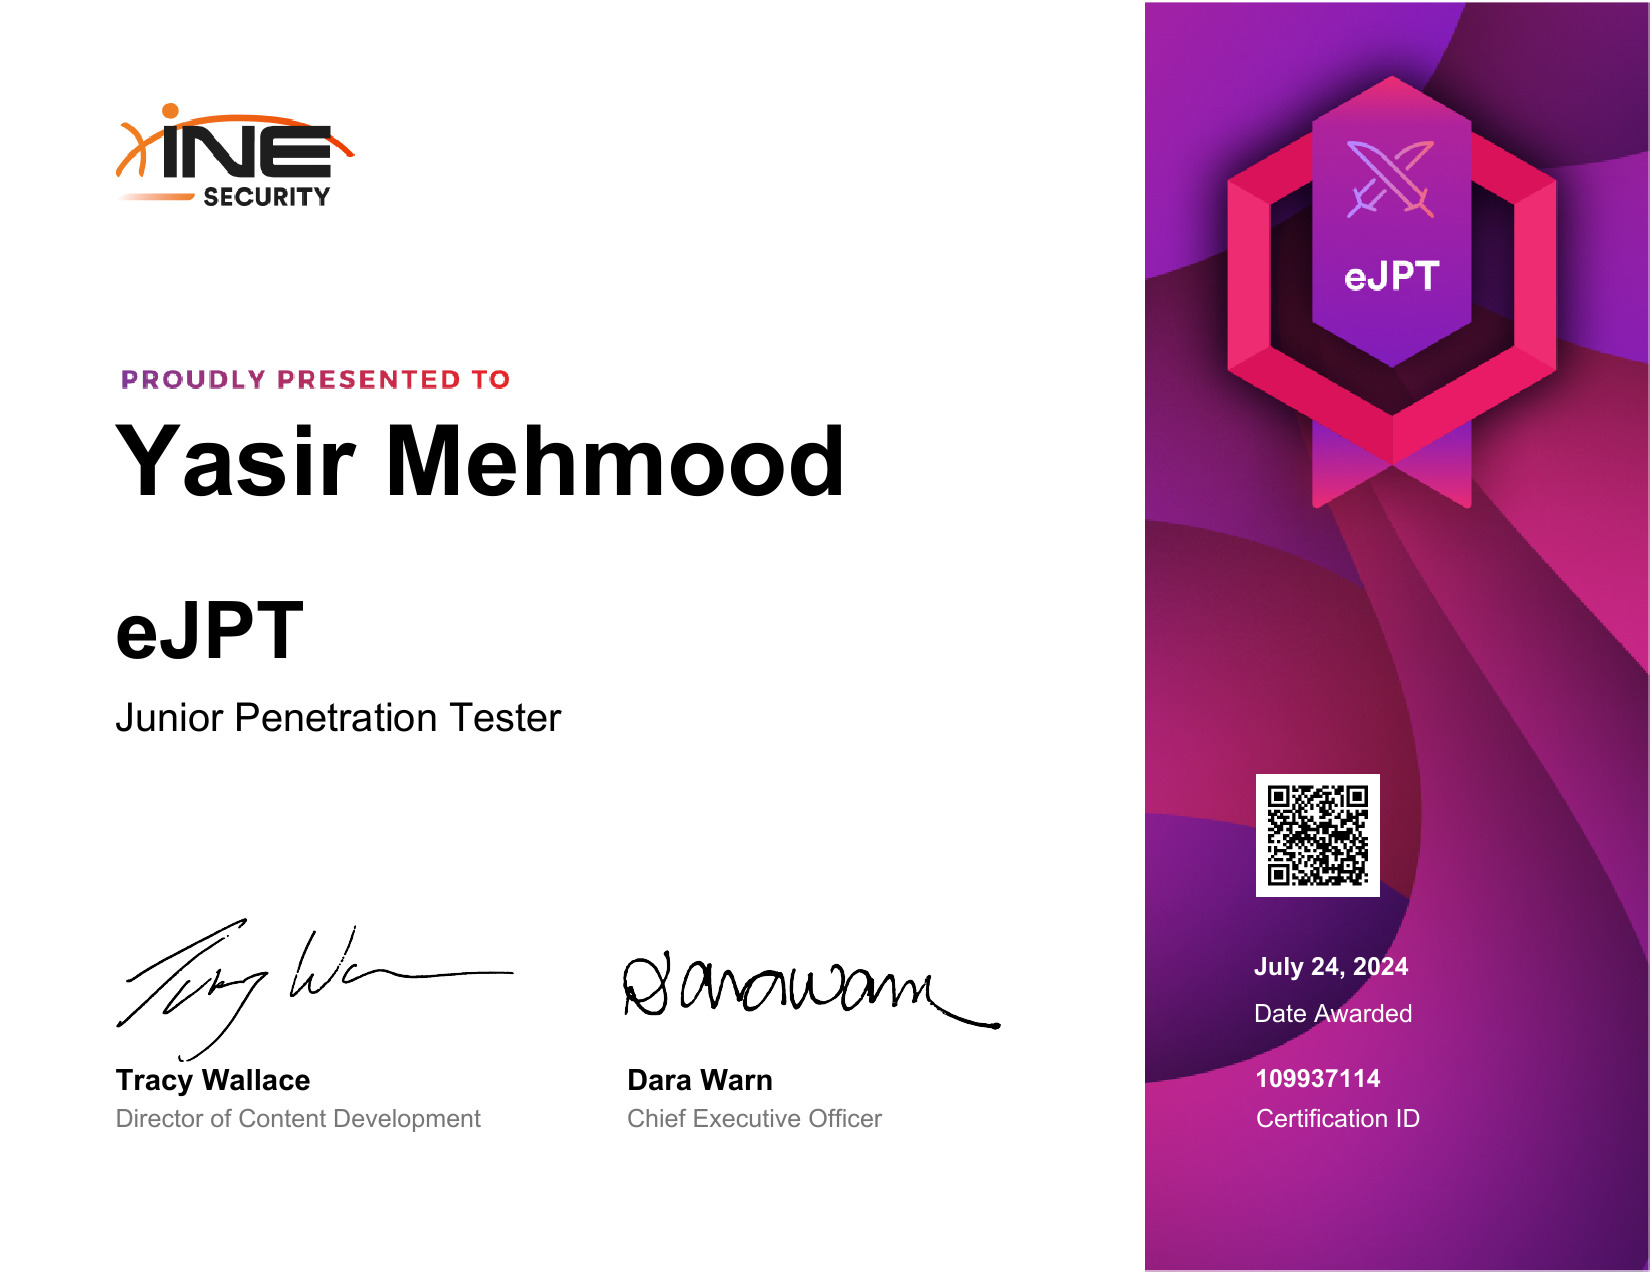 INE
SECURITY
PROUDLY PRESENTED TO
Yasir Mehmood
eJPT
Junior Penetration Tester
Tracy Wallace
Director of Content Development
Dara Warn
Chief Executive Officer
eJPT
July 24, 2024
Date Awarded
109937114
Certification ID